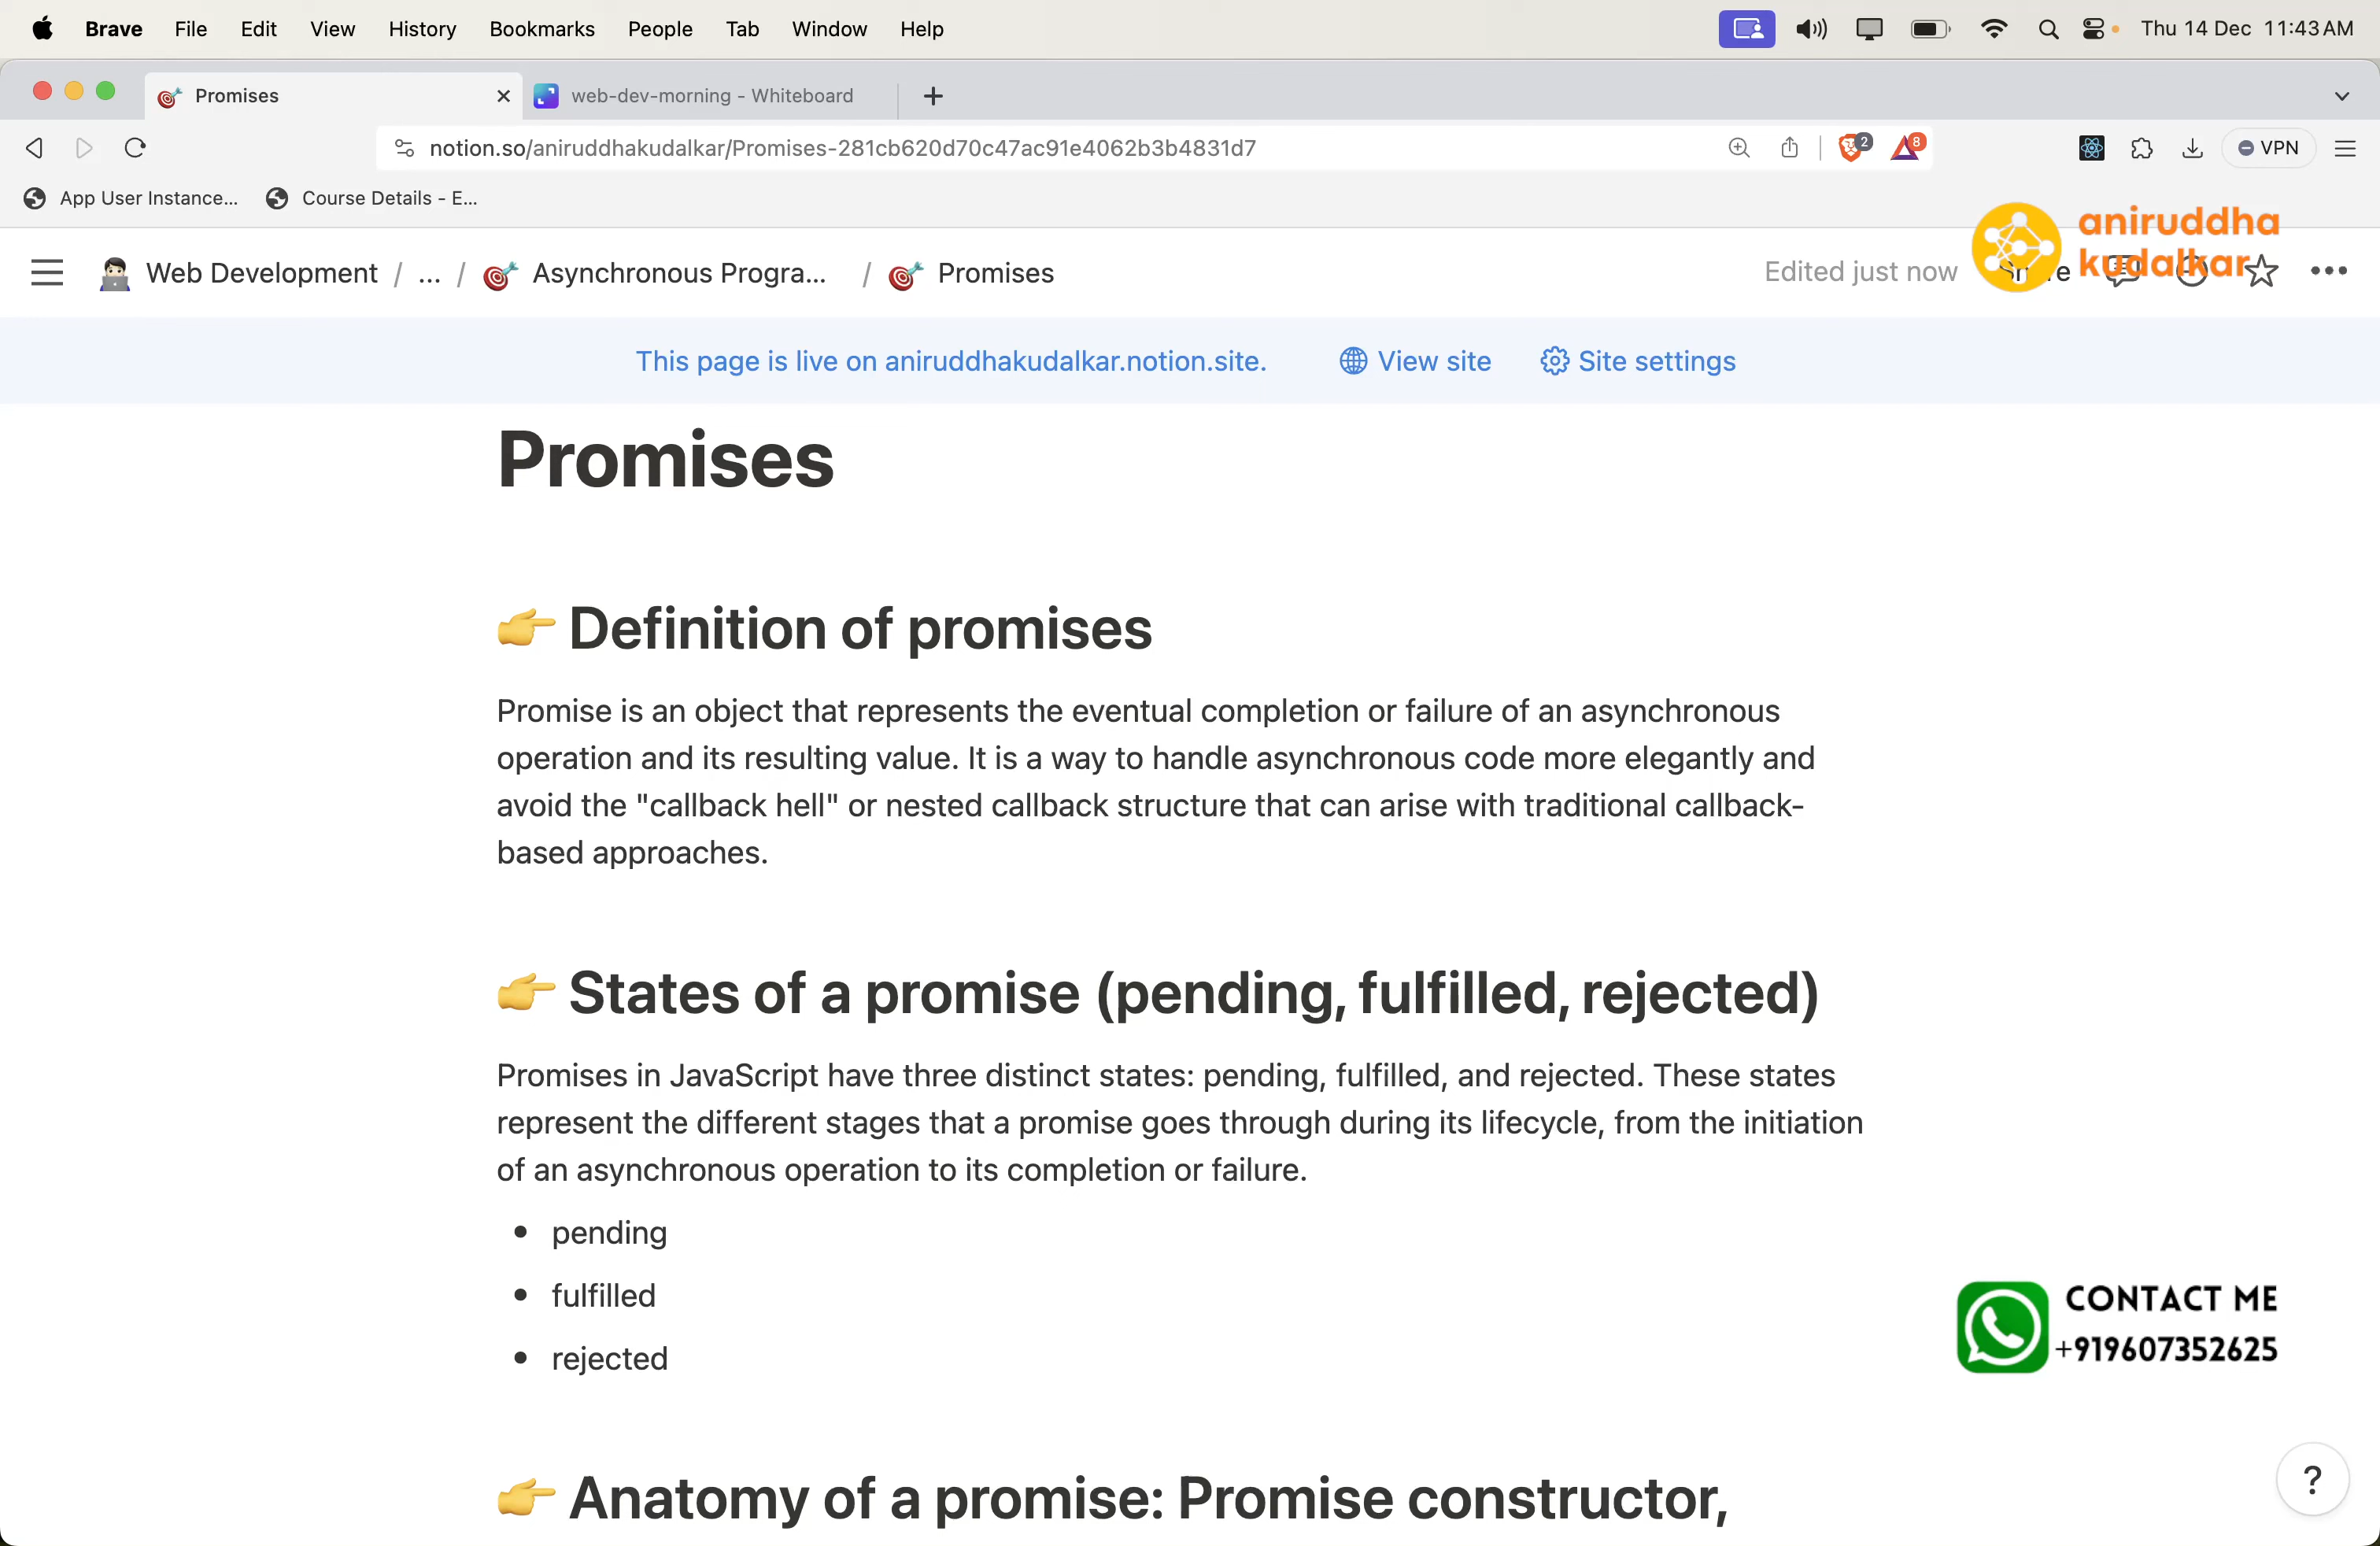 Brave File Edit View History Bookmarks People Tab Window Help Thu 14 Dec 11:43 AM
Promises web-dev-morning - Whiteboard
notion.so/aniruddhakudalkar/Promises-281cb620d70c47ac91e4062b3b4831d7 2 8 VPN
App User Instance... Course Details - E...
aniruddha
kudalkar
Web Development / ... / Asynchronous Progra... / Promises Edited just now
This page is live on aniruddhakudalkar.notion.site. View site Site settings
Promises
👉 Definition of promises
Promise is an object that represents the eventual completion or failure of an asynchronous
operation and its resulting value. It is a way to handle asynchronous code more elegantly and
avoid the "callback hell" or nested callback structure that can arise with traditional callback-
based approaches.
👉 States of a promise (pending, fulfilled, rejected)
Promises in JavaScript have three distinct states: pending, fulfilled, and rejected. These states
represent the different stages that a promise goes through during its lifecycle, from the initiation
of an asynchronous operation to its completion or failure.
• pending
• fulfilled
• rejected
CONTACT ME
+919607352625
👉 Anatomy of a promise: Promise constructor,
?